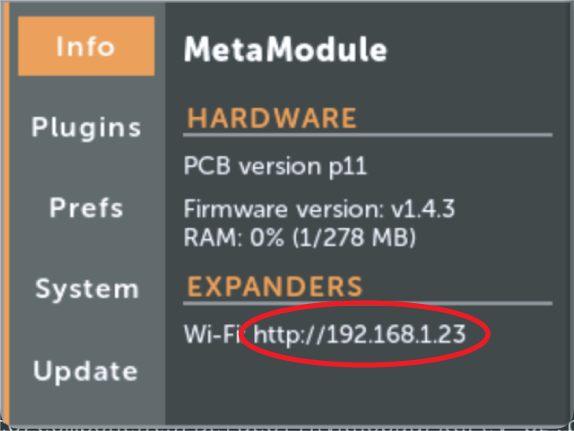 Info
Plugins
Prefs
System
Update
MetaModule
HARDWARE
PCB version p11
Firmware version: v1.4.3
RAM: 0% (1/278 MB)
EXPANDERS
Wi-Fi http://192.168.1.23